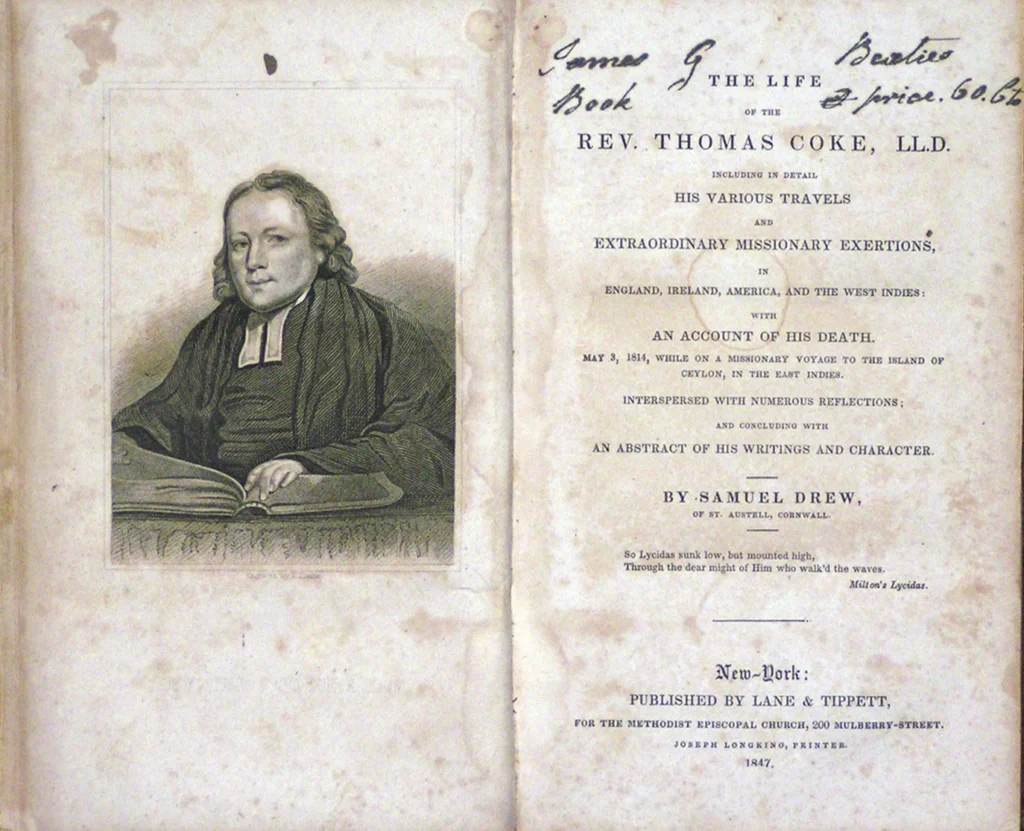 James G Beaties
Book price. 60. Cts
THE LIFE
OF THE
REV. THOMAS COKE, LL.D.
INCLUDING IN DETAIL
HIS VARIOUS TRAVELS
AND
EXTRAORDINARY MISSIONARY EXERTIONS,
IN
ENGLAND, IRELAND, AMERICA, AND THE WEST INDIES:
WITH
AN ACCOUNT OF HIS DEATH.
MAY 3, 1814, WHILE ON A MISSIONARY VOYAGE TO THE ISLAND OF
CEYLON, IN THE EAST INDIES.
INTERSPERSED WITH NUMEROUS REFLECTIONS;
AND CONCLUDING WITH
AN ABSTRACT OF HIS WRITINGS AND CHARACTER.
BY SAMUEL DREW,
OF ST. AUSTELL, CORNWALL.
So Lycidas sunk low, but mounted high,
Through the dear might of Him who walk'd the waves.
Milton's Lycidas.
New-York:
PUBLISHED BY LANE & TIPPETT,
FOR THE METHODIST EPISCOPAL CHURCH, 200 MULBERRY-STREET.
JOSEPH LONGKING, PRINTER.
1847.